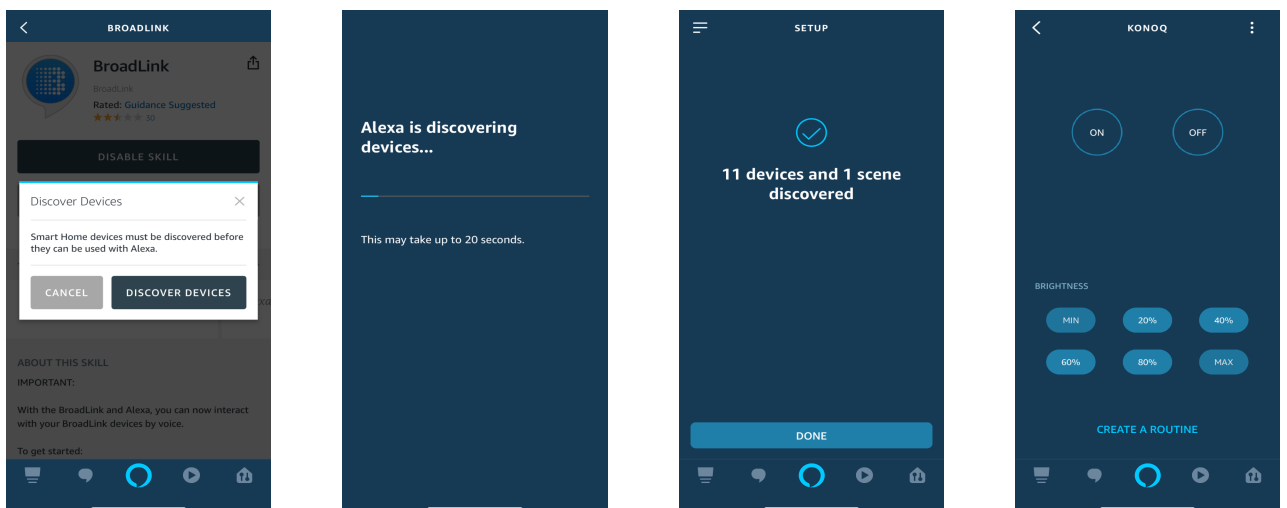 BROADLINK
BroadLink
BroadLink
Rated: Guidance Suggested
50
DISABLE SKILL
Discover Devices
Smart Home devices must be discovered before
they can be used with Alexa.
CANCEL
DISCOVER DEVICES
ABOUT THIS SKILL
IMPORTANT:
With the BroadLink and Alexa, you can now interact
with your BroadLink devices by voice.
To get started:
Alexa is discovering
devices...
This may take up to 20 seconds.
SETUP
11 devices and 1 scene
discovered
DONE
KONOQ
ON
OFF
BRIGHTNESS
MIN
20%
40%
60%
80%
MAX
CREATE A ROUTINE